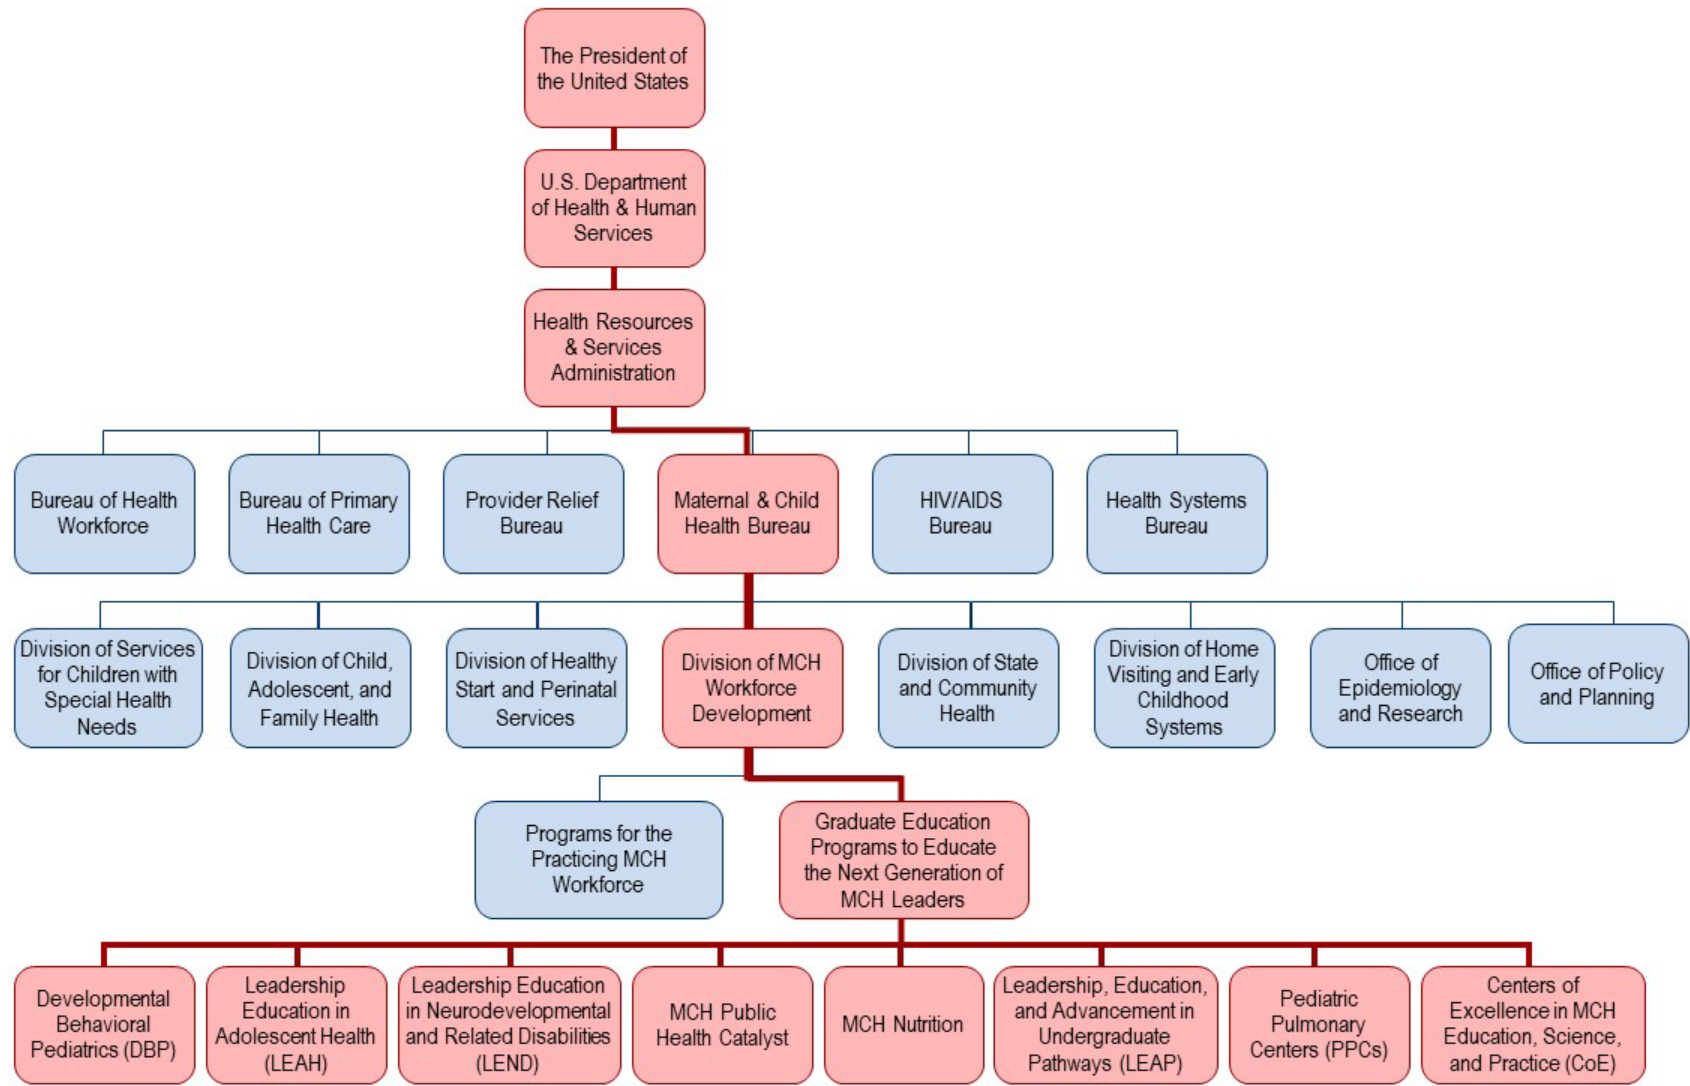 The President of
the United States
U.S. Department
of Health & Human
Services
Health Resources
& Services
Administration
Bureau of Health
Workforce
Bureau of Primary
Health Care
Provider Relief
Bureau
Maternal & Child
Health Bureau
HIV/AIDS
Bureau
Health Systems
Bureau
Division of Services
for Children with
Special Health
Needs
Division of Child,
Adolescent, and
Family Health
Division of Healthy
Start and Perinatal
Services
Division of MCH
Workforce
Development
Division of State
and Community
Health
Division of Home
Visiting and Early
Childhood
Systems
Office of
Epidemiology
and Research
Office of Policy
and Planning
Programs for the
Practicing MCH
Workforce
Graduate Education
Programs to Educate
the Next Generation of
MCH Leaders
Developmental
Behavioral
Pediatrics (DBP)
Leadership
Education in
Adolescent Health
(LEAH)
Leadership Education
in Neurodevelopmental
and Related Disabilities
(LEND)
MCH Public
Health Catalyst
MCH Nutrition
Leadership, Education,
and Advancement in
Undergraduate
Pathways (LEAP)
Pediatric
Pulmonary
Centers (PPCs)
Centers of
Excellence in MCH
Education, Science,
and Practice (CoE)